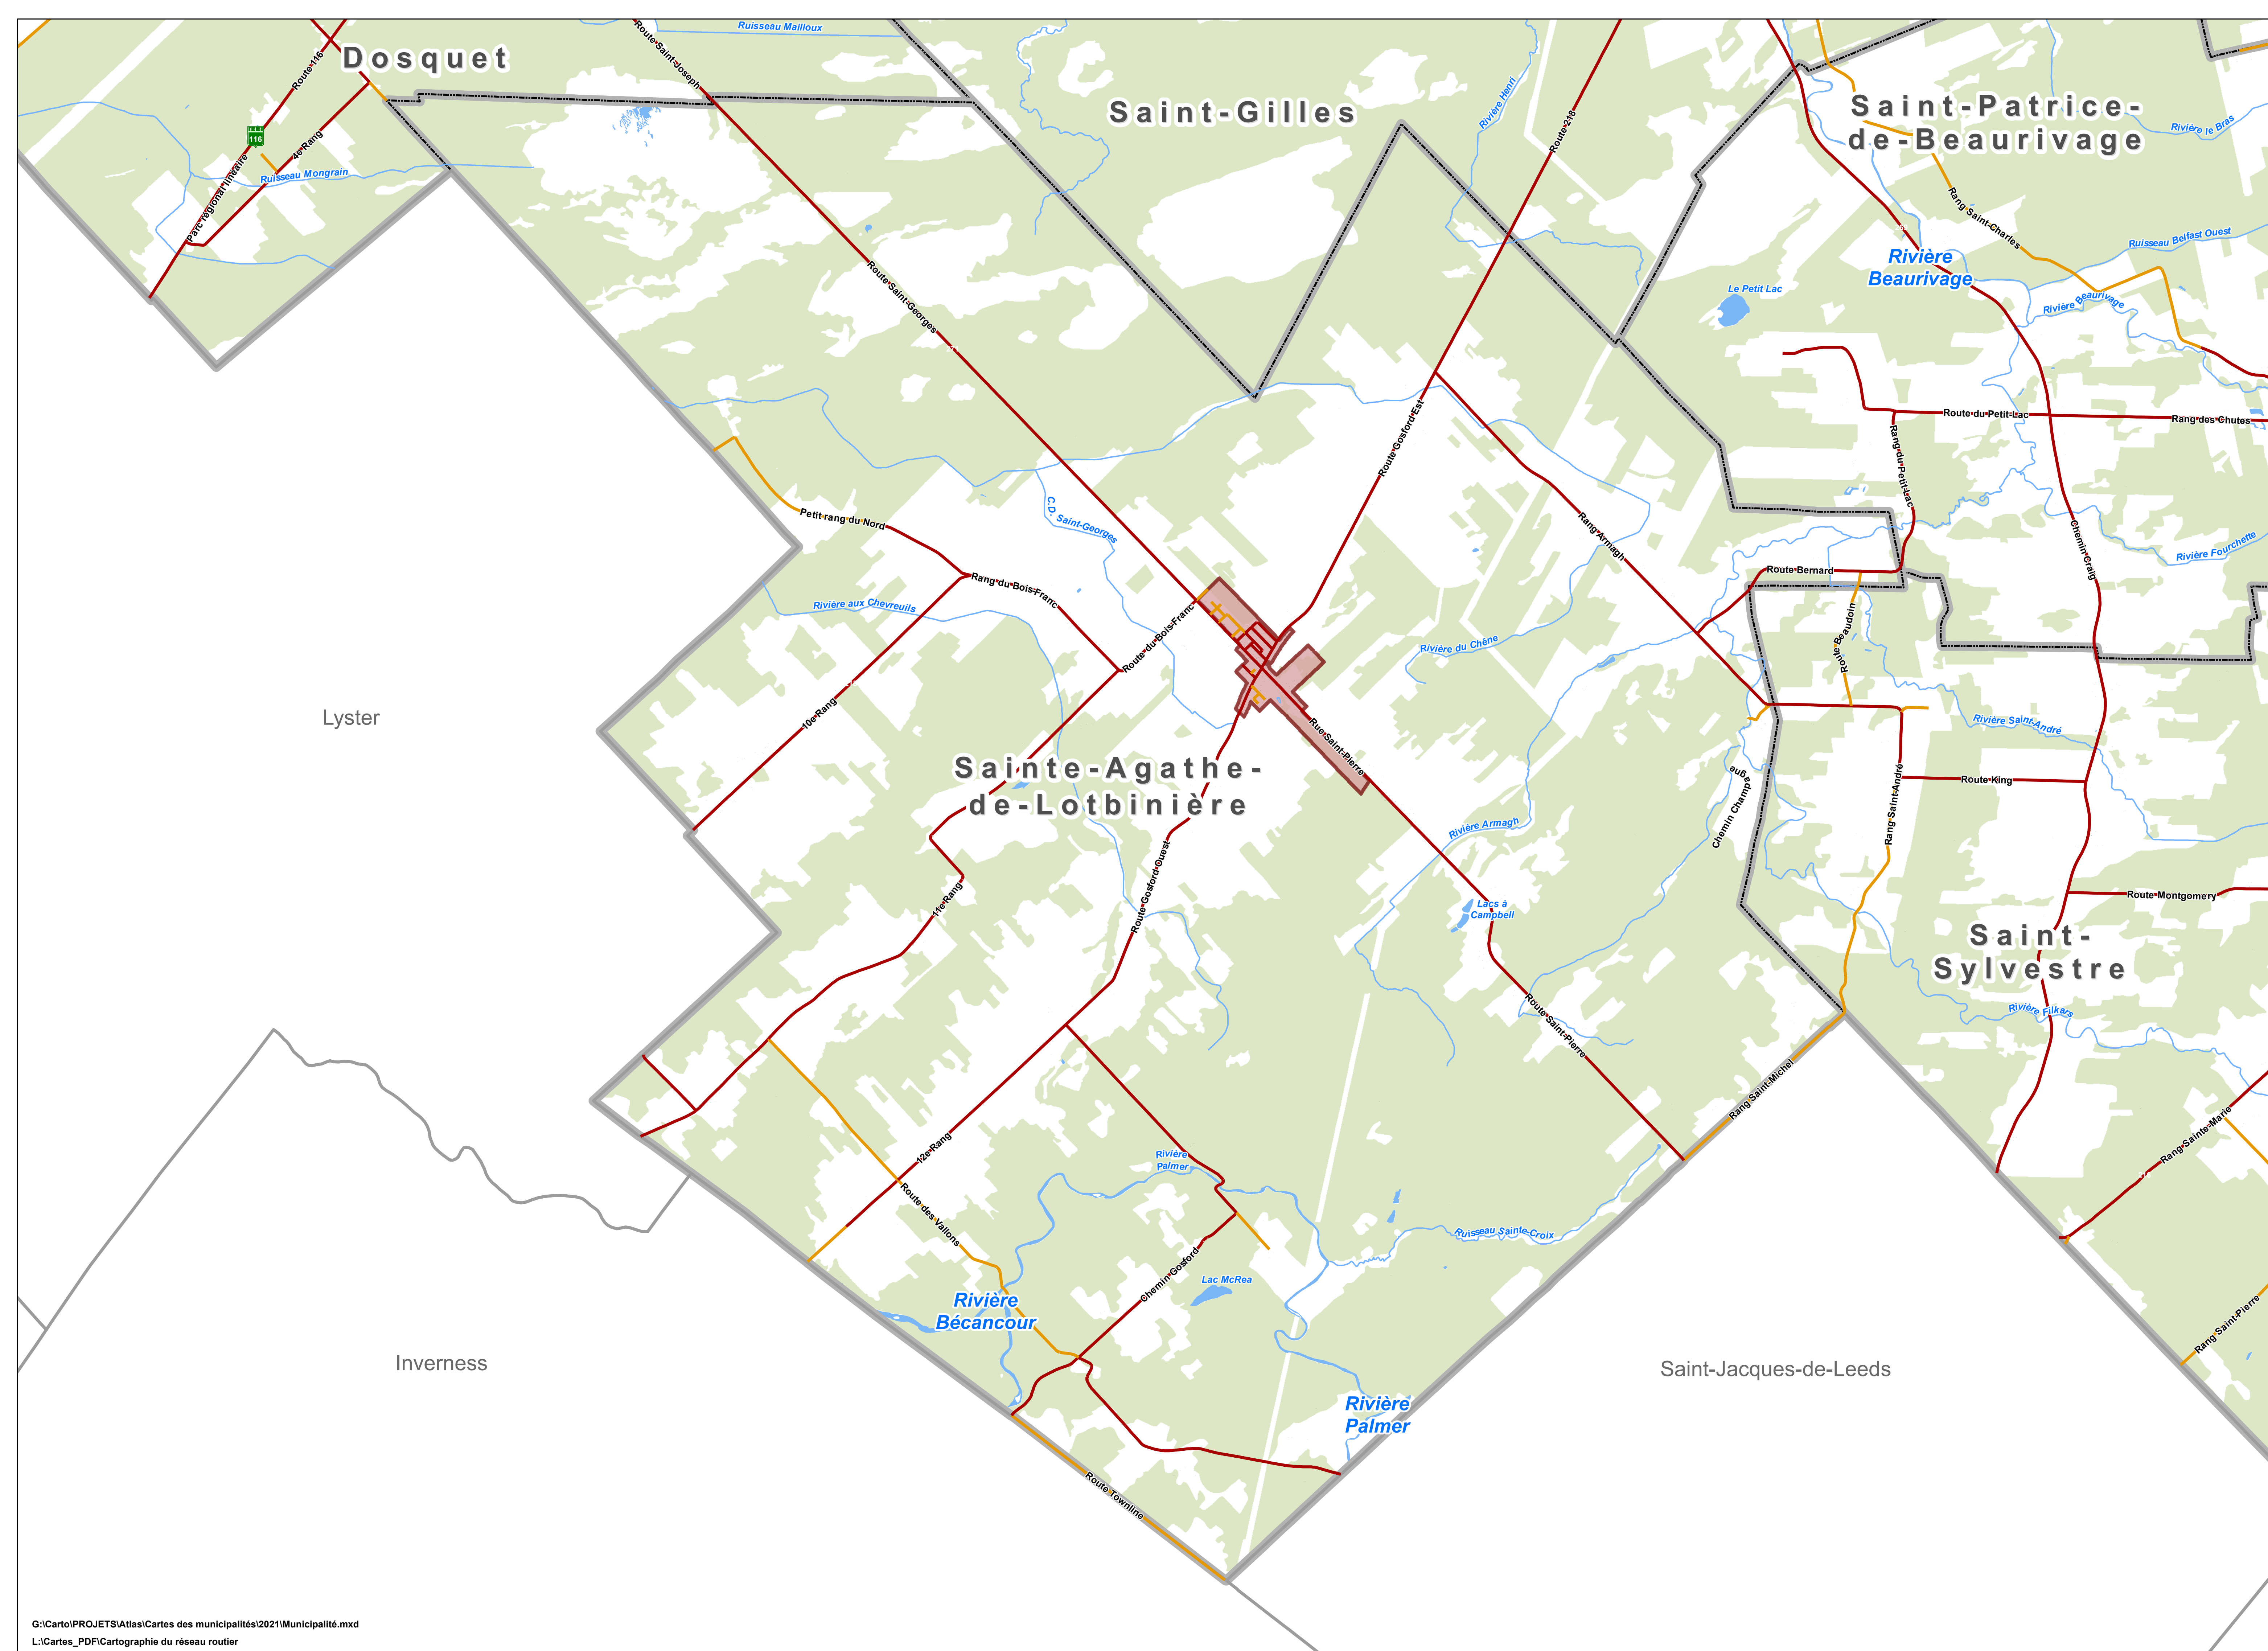 Dosquet
Route 116
116
4e Rang
Parc régional linéaire
Ruisseau Mongrain
Route Saint-Joseph
Ruisseau Mailloux
Saint-Gilles
Rivière Henri
Route 218
Saint-Patrice-
de-Beaurivage
Rivière le Bras
Rang Saint-Charles
Ruisseau Belfast Ouest
Rivière
Beaurivage
Rivière Beaurivage
Le Petit Lac
Route Saint-Georges
Route du Petit-Lac
Rang des Chutes
Rang du Petit-Lac
Route Gosford Est
Petit rang du Nord
C.D. Saint-Georges
Rang Armagh
Chemin Craig
Rivière Fourchette
Route Bernard
Rang du Bois-Franc
Rivière aux Chevreuils
Route du Bois-Franc
Rivière du Chêne
Route Beaudoin
Lyster
10e Rang
Rue Saint-Pierre
Rivière Saint-André
Sainte-Agathe-
de-Lotbinière
Chemin Champagne
Rang Saint-André
Route King
Rivière Armagh
Route Gosford Ouest
11e Rang
Lacs à
Campbell
Route Montgomery
Saint-
Sylvestre
Route Saint-Pierre
Rivière Filkars
Rang Saint-Michel
12e Rang
Rivière
Palmer
Rang Sainte-Marie
Route des Vallons
Ruisseau Sainte-Croix
Chemin Gosford
Lac McRea
Rivière
Bécancour
Rang Saint-Pierre
Inverness
Saint-Jacques-de-Leeds
Rivière
Palmer
Route Townline
G:\Carto\PROJETS\Atlas\Cartes des municipalités\2021\Municipalité.mxd
L:\Cartes_PDF\Cartographie du réseau routier